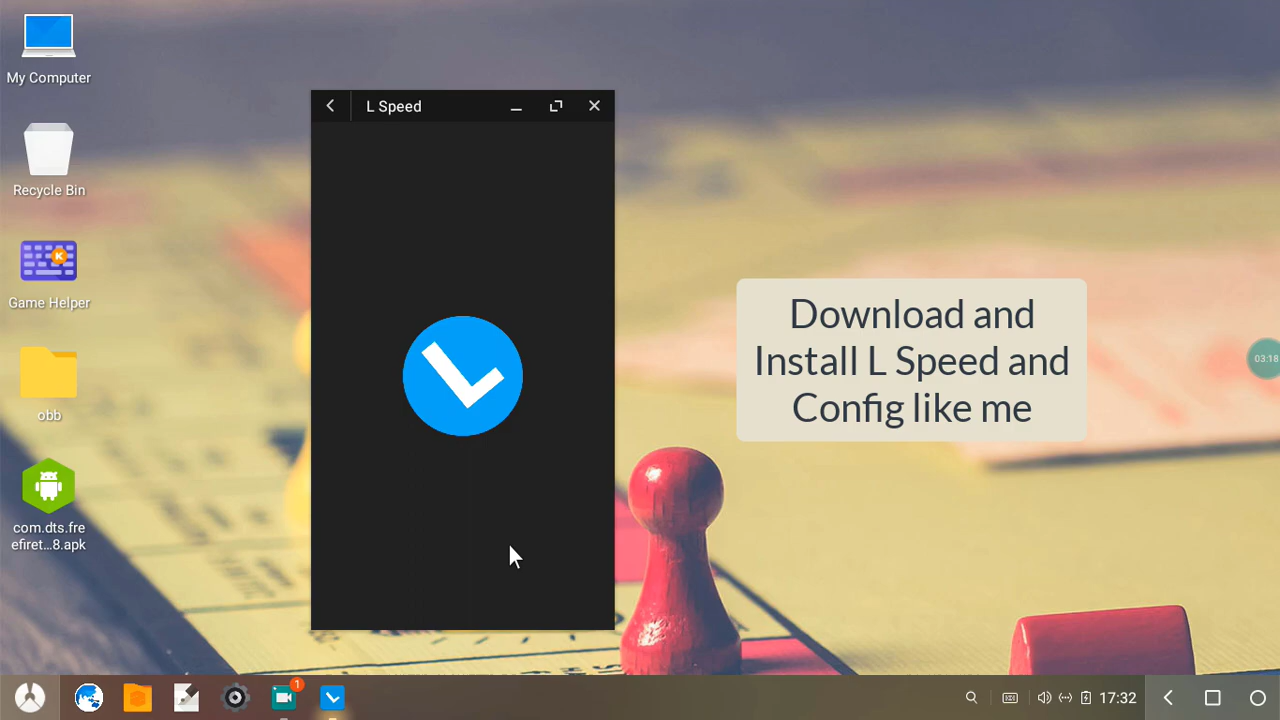 My Computer
Recycle Bin
Game Helper
obb
com.dts.fre
efiret...8.apk
L Speed
Download and
Install L Speed and
Config like me
03:18
1
17:32